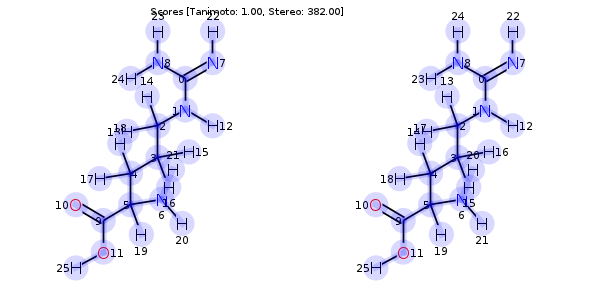 Scores [Tanimoto: 1.00, Stereo: 382.00]
23 22 24 22
H H H H
N 8 N 7 N 8 N 7
24 H 0 23 H 0
14 13
H H
N 1 N 1
18 H 2 H 12 17 H 2 H 12
H 3 21 H 15 14 H 3 20 H 16
17 H 4 H 18 H 4 H
H 16 H 15
10 O 5 N 6 10 O 5 N 6
9 H 20 9 H 21
H 19 H 19
O 11 O 11
25 H 25 H